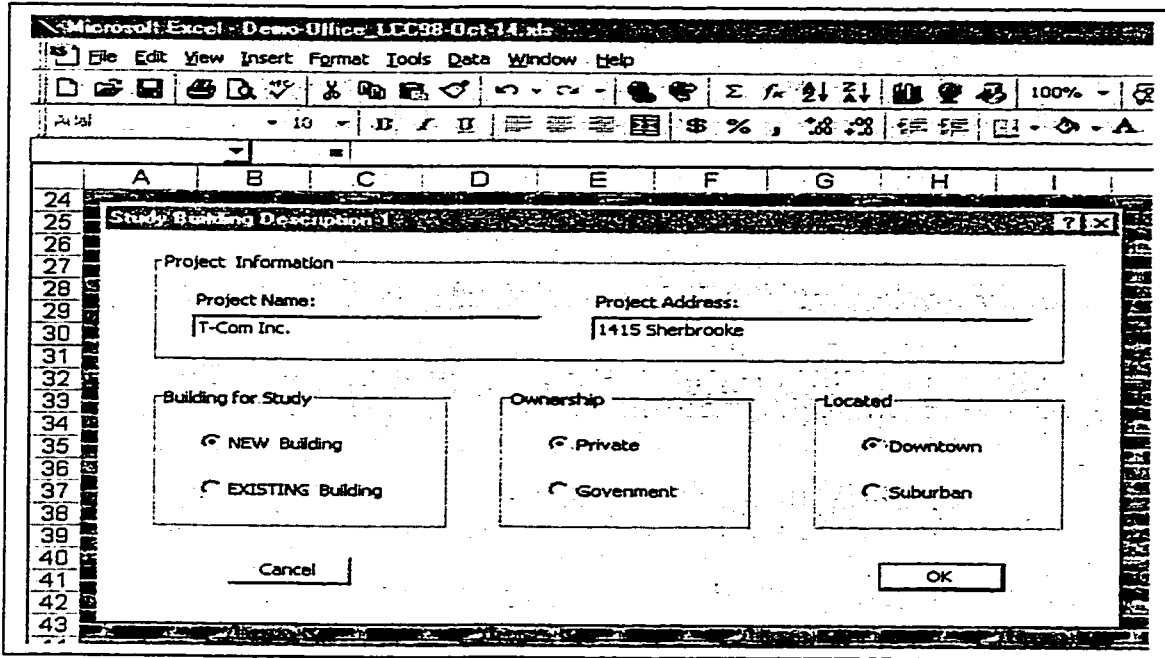 Microsoft Excel - Demo-Office_LCC98-Oct-14.xls
File Edit View Insert Format Tools Data Window Help
Σ fx 100%
Arial 10 B I U $ % ,
=
A B C D E F G H I
24
25 Study Building Description 1 ? ×
26
27 Project Information
28
29 Project Name: Project Address:
30 T-Com Inc. 1415 Sherbrooke
31
32
33 Building for Study Ownership Located
34
35 NEW Building Private Downtown
36
37 EXISTING Building Govenment Suburban
38
39
40
41 Cancel OK
42
43